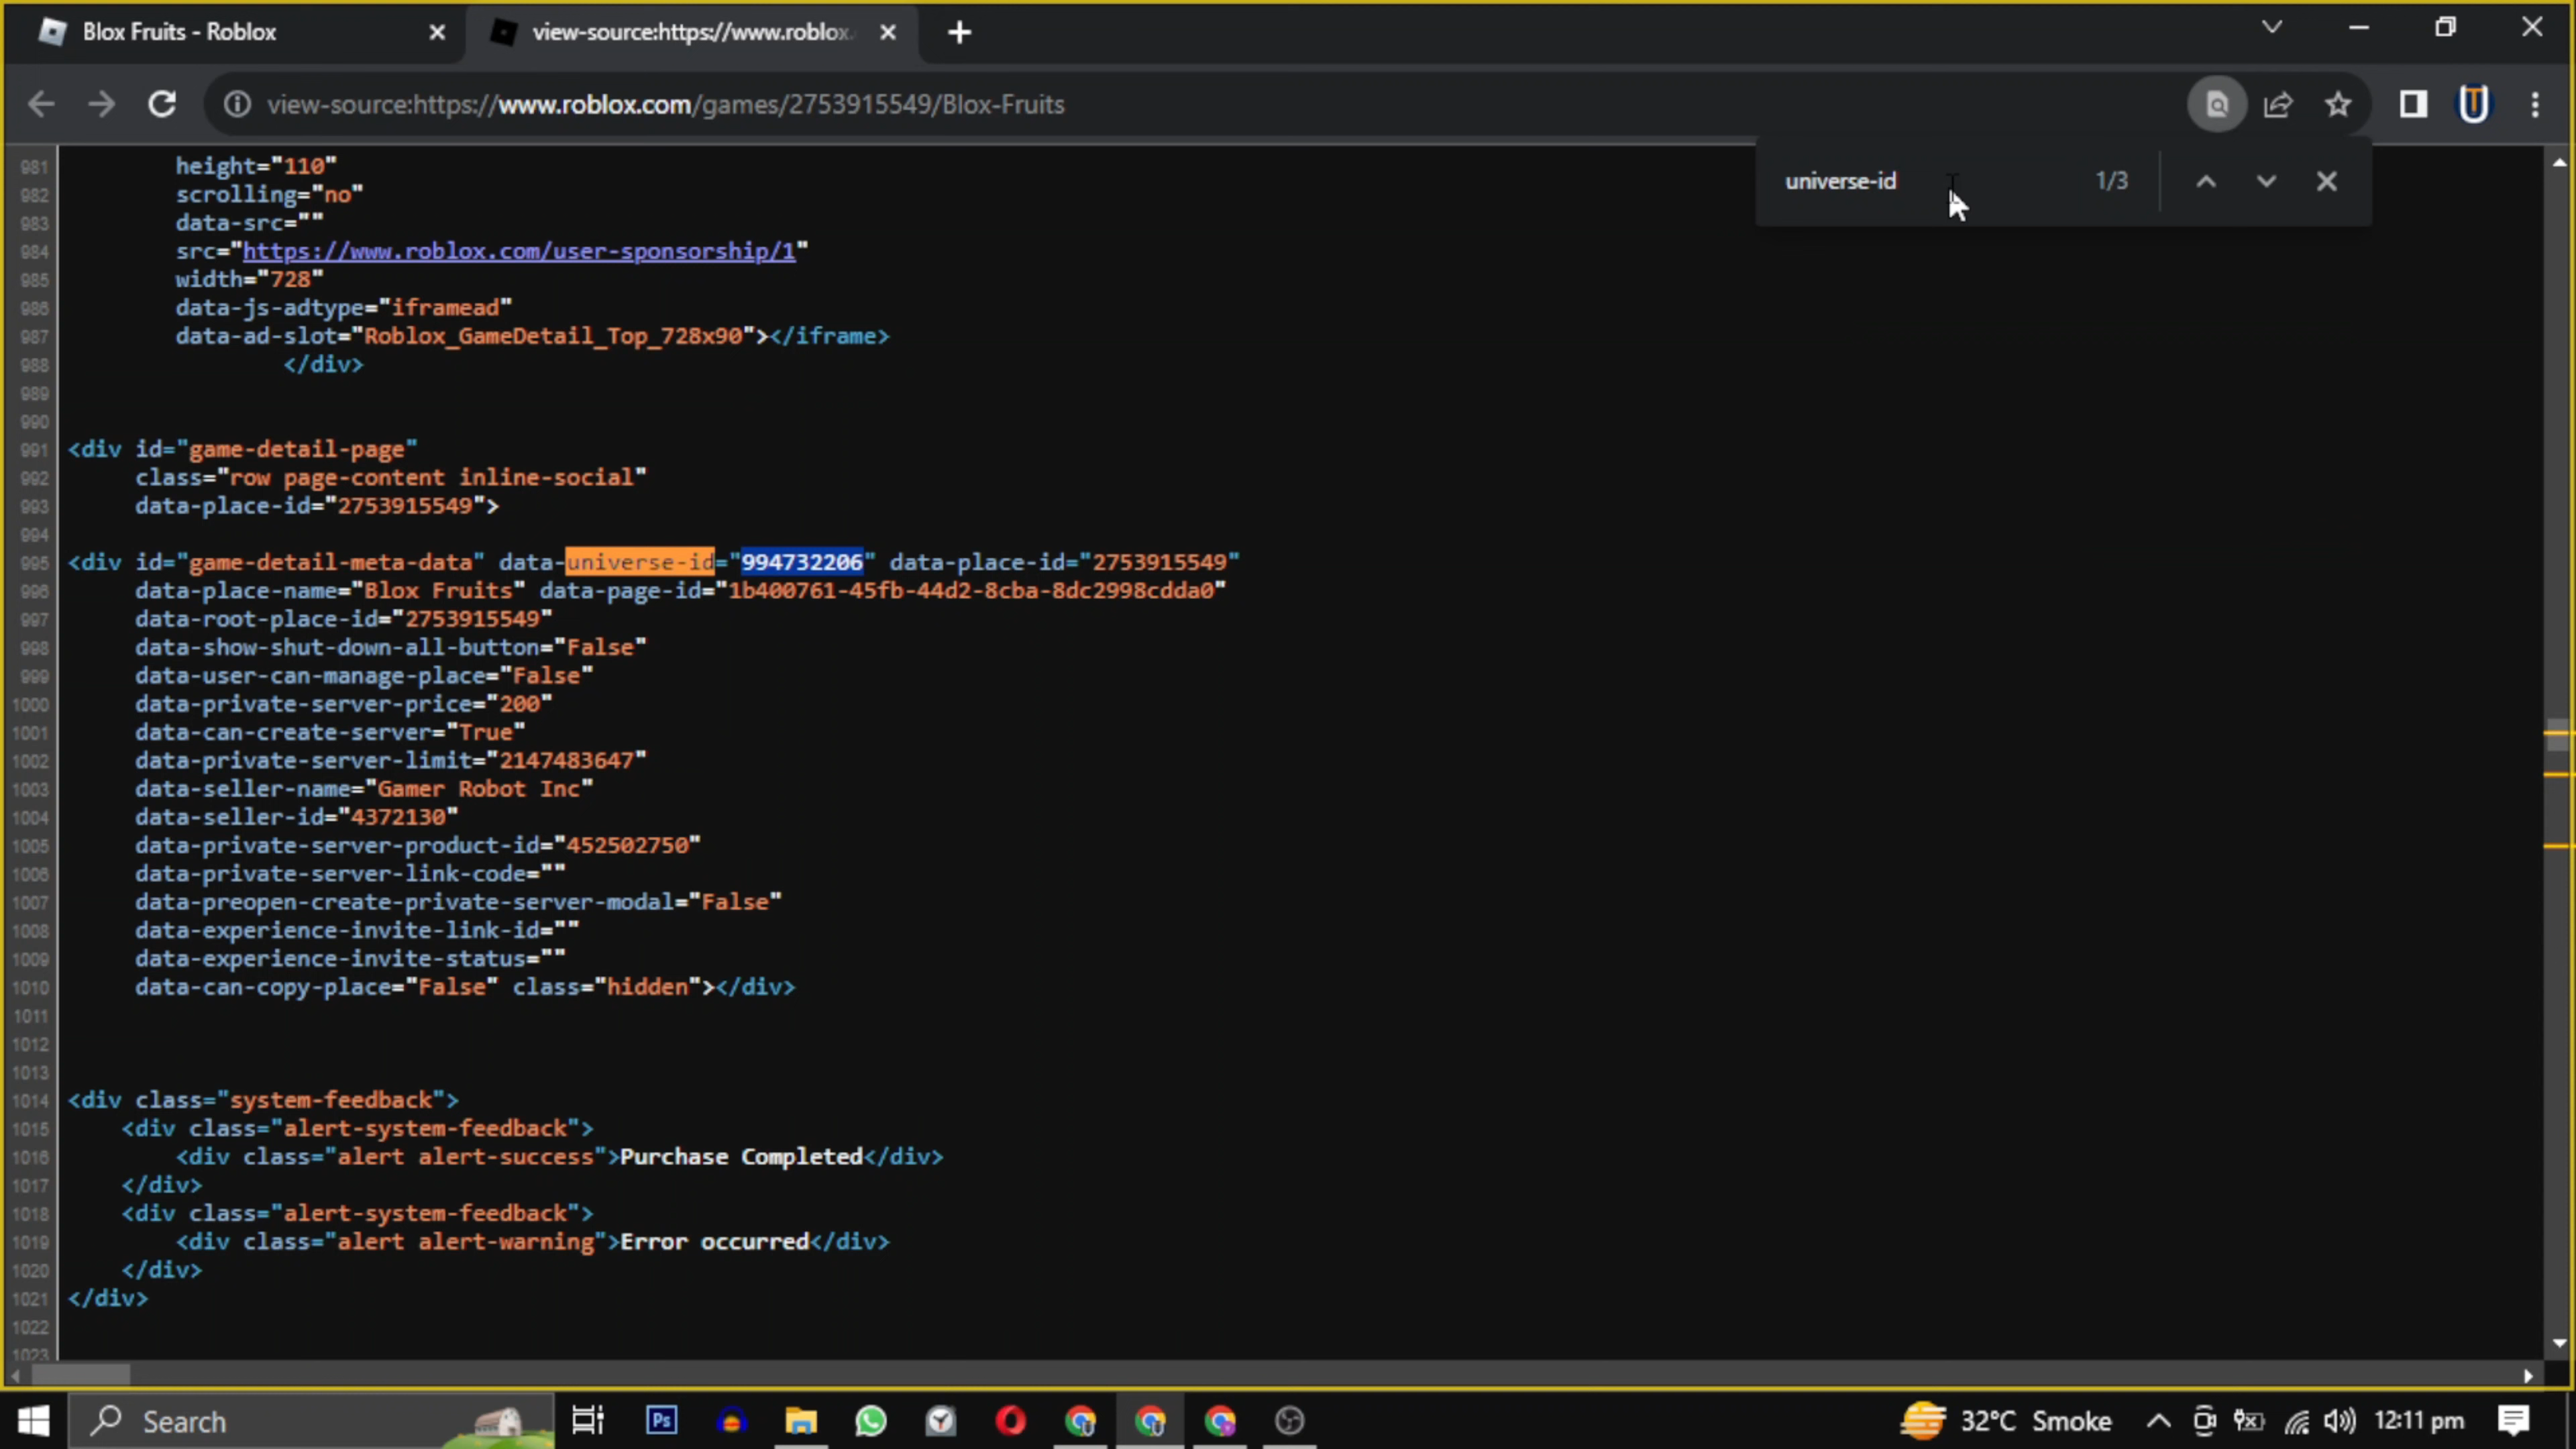 Blox Fruits - Roblox
view-source:https://www.roblox.
view-source:https://www.roblox.com/games/2753915549/Blox-Fruits
universe-id 1/3
981 height="110"
982 scrolling="no"
983 data-src=""
984 src="https://www.roblox.com/user-sponsorship/1"
985 width="728"
986 data-js-adtype="iframead"
987 data-ad-slot="Roblox_GameDetail_Top_728x90"></iframe>
988 </div>
989
990
991 <div id="game-detail-page"
992 class="row page-content inline-social"
993 data-place-id="2753915549">
994
995 <div id="game-detail-meta-data" data-universe-id="994732206" data-place-id="2753915549"
996 data-place-name="Blox Fruits" data-page-id="1b400761-45fb-44d2-8cba-8dc2998cdda0"
997 data-root-place-id="2753915549"
998 data-show-shut-down-all-button="False"
999 data-user-can-manage-place="False"
1000 data-private-server-price="200"
1001 data-can-create-server="True"
1002 data-private-server-limit="2147483647"
1003 data-seller-name="Gamer Robot Inc"
1004 data-seller-id="4372130"
1005 data-private-server-product-id="452502750"
1006 data-private-server-link-code=""
1007 data-preopen-create-private-server-modal="False"
1008 data-experience-invite-link-id=""
1009 data-experience-invite-status=""
1010 data-can-copy-place="False" class="hidden"></div>
1011
1012
1013
1014 <div class="system-feedback">
1015 <div class="alert-system-feedback">
1016 <div class="alert alert-success">Purchase Completed</div>
1017 </div>
1018 <div class="alert-system-feedback">
1019 <div class="alert alert-warning">Error occurred</div>
1020 </div>
1021 </div>
1022
1023
Search Ps 32°C Smoke 12:11 pm